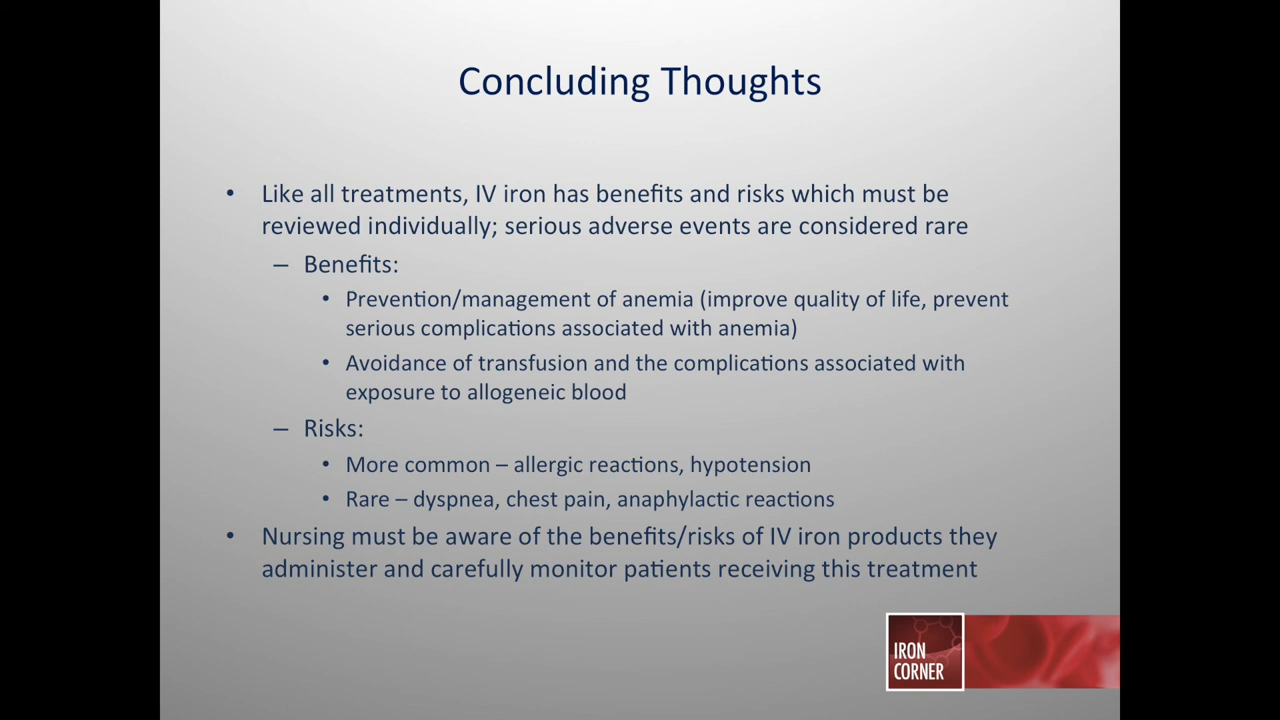 Concluding Thoughts
• Like all treatments, IV iron has benefits and risks which must be
reviewed individually; serious adverse events are considered rare
– Benefits:
• Prevention/management of anemia (improve quality of life, prevent
serious complications associated with anemia)
• Avoidance of transfusion and the complications associated with
exposure to allogeneic blood
– Risks:
• More common – allergic reactions, hypotension
• Rare – dyspnea, chest pain, anaphylactic reactions
• Nursing must be aware of the benefits/risks of IV iron products they
administer and carefully monitor patients receiving this treatment
IRON
CORNER